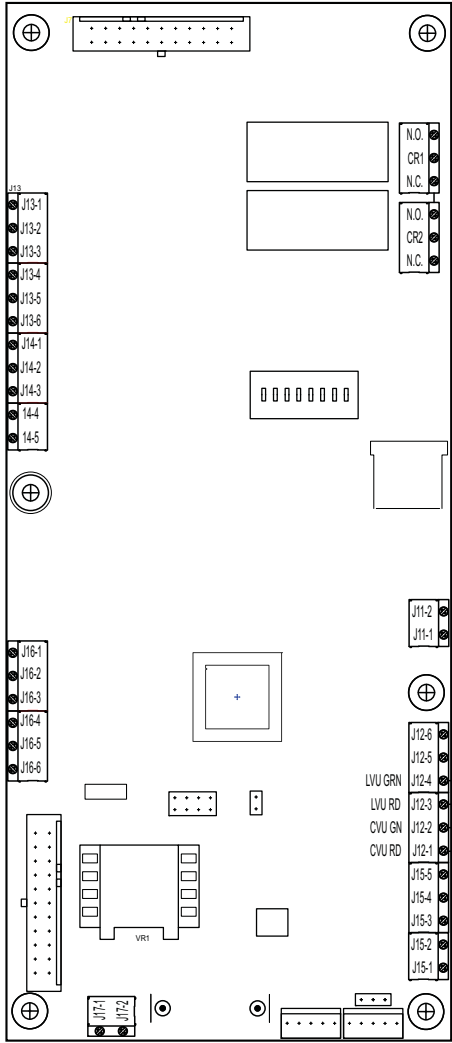 J1
N.O.
CR1
N.C.
N.O.
CR2
N.C.
J13
J13-1
J13-2
J13-3
J13-4
J13-5
J13-6
J14-1
J14-2
J14-3
14-4
14-5
J11-2
J11-1
J16-1
J16-2
J16-3
J16-4
J16-5
J16-6
J12-6
J12-5
LVU GRN J12-4
LVU RD J12-3
CVU GN J12-2
CVU RD J12-1
J15-5
J15-4
J15-3
J15-2
J15-1
VR1
J17-1
J17-2